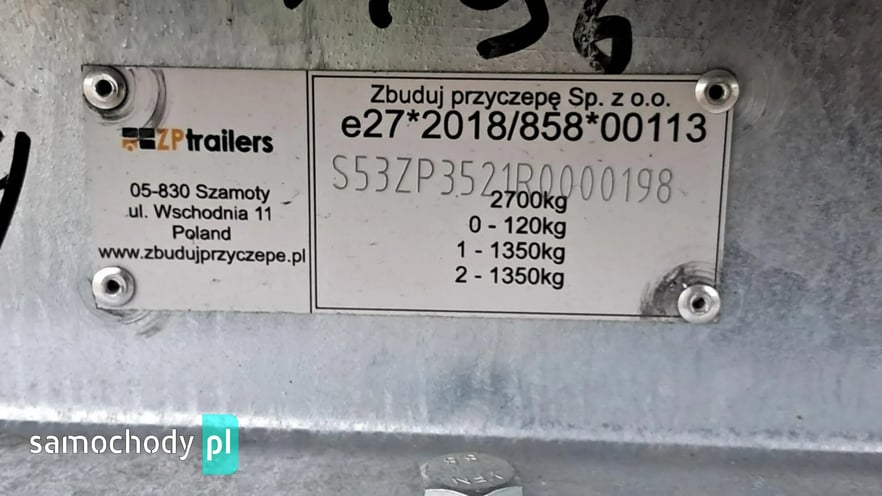 96
ZPtrailers
05-830 Szamoty
ul. Wschodnia 11
Poland
www.zbudujprzyczepe.pl
Zbuduj przyczepę Sp. z o.o.
e27*2018/858*00113
S53ZP3521R0000198
2700kg
0 - 120kg
1 - 1350kg
2 - 1350kg
samochody pl